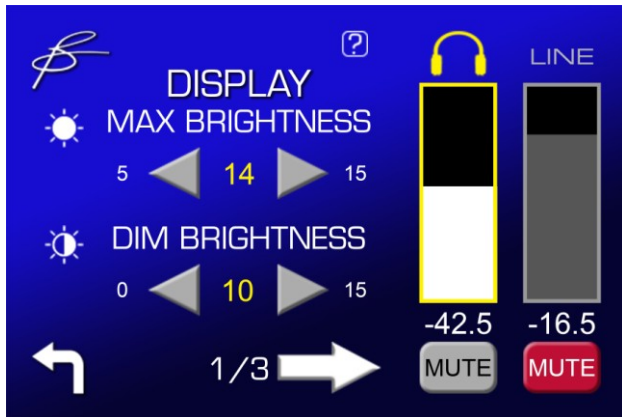 ?
LINE
DISPLAY
MAX BRIGHTNESS
5 14 15
DIM BRIGHTNESS
0 10 15
-42.5 -16.5
1/3
MUTE MUTE